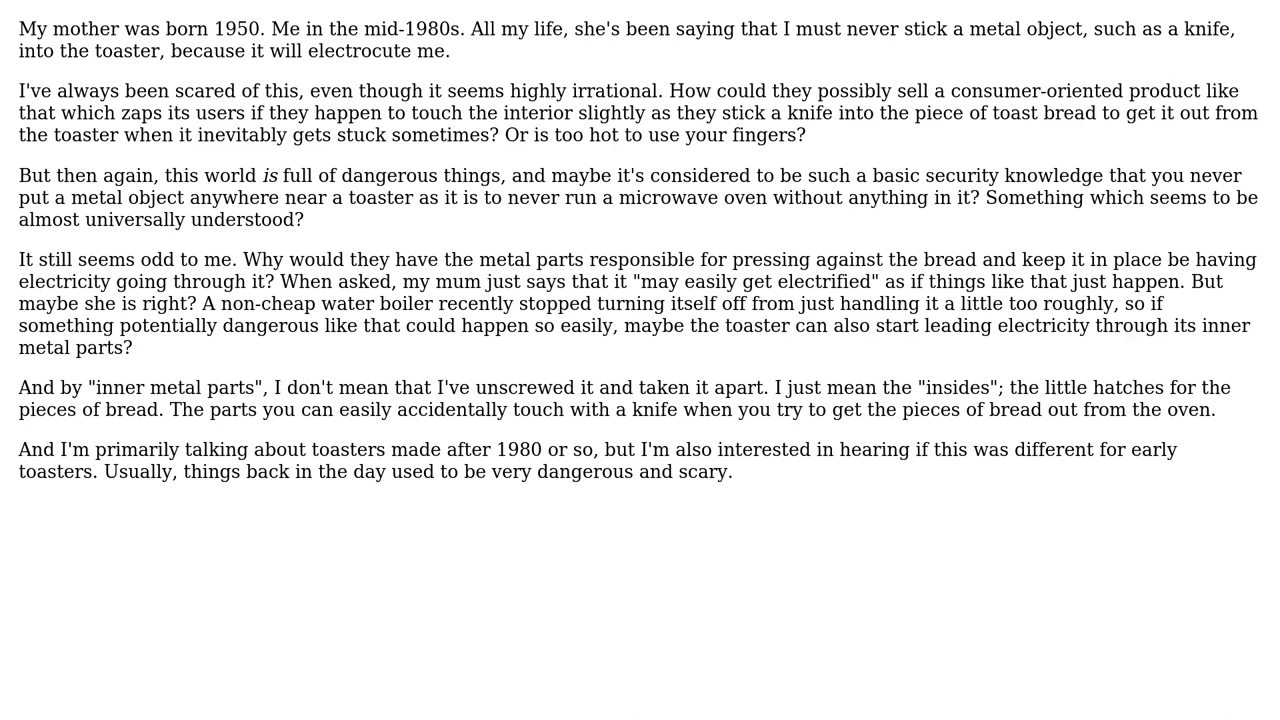 My mother was born 1950. Me in the mid-1980s. All my life, she's been saying that I must never stick a metal object, such as a knife,
into the toaster, because it will electrocute me.
I've always been scared of this, even though it seems highly irrational. How could they possibly sell a consumer-oriented product like
that which zaps its users if they happen to touch the interior slightly as they stick a knife into the piece of toast bread to get it out from
the toaster when it inevitably gets stuck sometimes? Or is too hot to use your fingers?
But then again, this world is full of dangerous things, and maybe it's considered to be such a basic security knowledge that you never
put a metal object anywhere near a toaster as it is to never run a microwave oven without anything in it? Something which seems to be
almost universally understood?
It still seems odd to me. Why would they have the metal parts responsible for pressing against the bread and keep it in place be having
electricity going through it? When asked, my mum just says that it "may easily get electrified" as if things like that just happen. But
maybe she is right? A non-cheap water boiler recently stopped turning itself off from just handling it a little too roughly, so if
something potentially dangerous like that could happen so easily, maybe the toaster can also start leading electricity through its inner
metal parts?
And by "inner metal parts", I don't mean that I've unscrewed it and taken it apart. I just mean the "insides"; the little hatches for the
pieces of bread. The parts you can easily accidentally touch with a knife when you try to get the pieces of bread out from the oven.
And I'm primarily talking about toasters made after 1980 or so, but I'm also interested in hearing if this was different for early
toasters. Usually, things back in the day used to be very dangerous and scary.